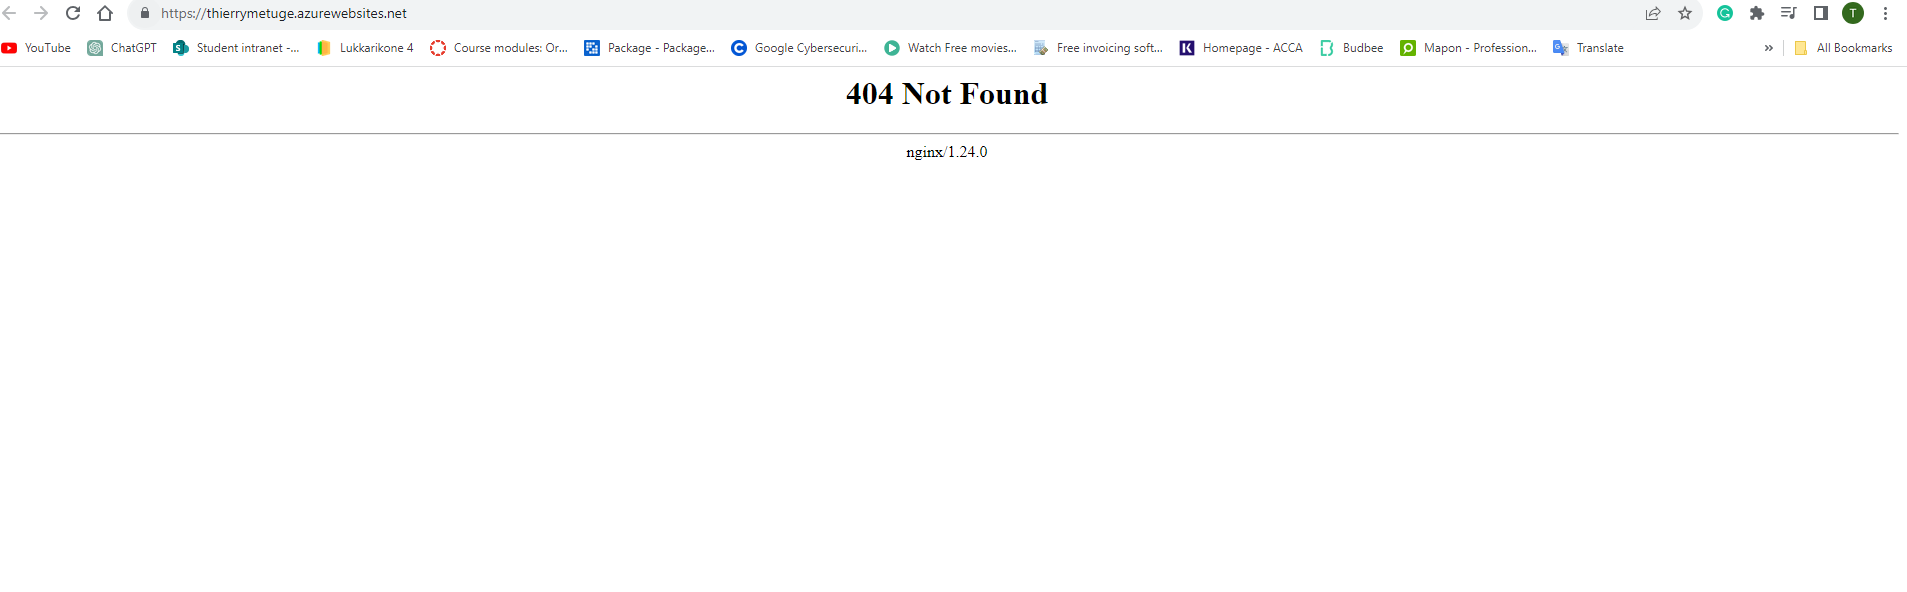 https://thierrymetuge.azurewebsites.net
T
YouTube ChatGPT Student intranet -... Lukkarikone 4 Course modules: Or... Package - Package... Google Cybersecuri... Watch Free movies... Free invoicing soft... Homepage - ACCA Budbee Mapon - Profession... Translate » All Bookmarks
404 Not Found
nginx/1.24.0